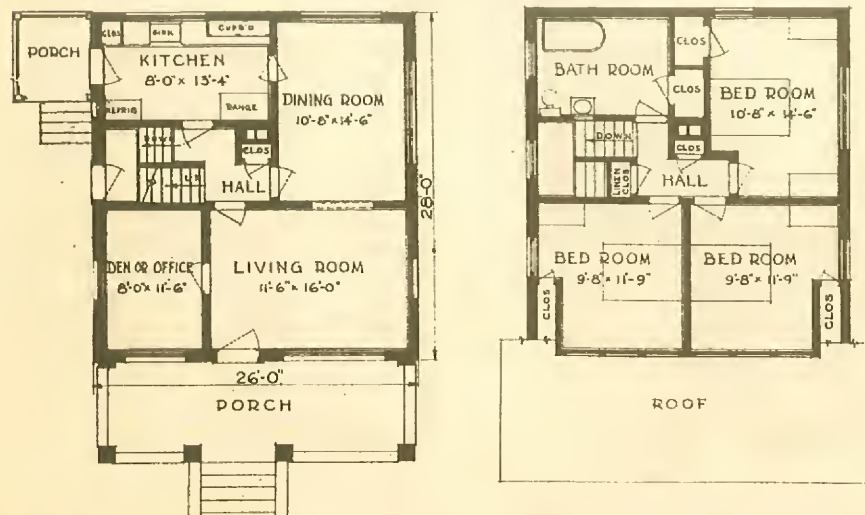 PORCH
CLOS
SINK
CUPB'D
KITCHEN
8'-0" x 13'-4"
REFRIG
RANGE
DINING ROOM
10'-8" x 14'-6"
DOWN
UP
CLOS
HALL
28'-0"
DEN OR OFFICE
8'-0" x 11'-6"
LIVING ROOM
11'-6" x 16'-0"
26'-0"
PORCH
BATH ROOM
CLOS
CLOS
BED ROOM
10'-8" x 14'-6"
DOWN
CLOS
LINEN
CLOS
HALL
BED ROOM
9'-8" x 11'-9"
BED ROOM
9'-8" x 11'-9"
CLOS
CLOS
ROOF